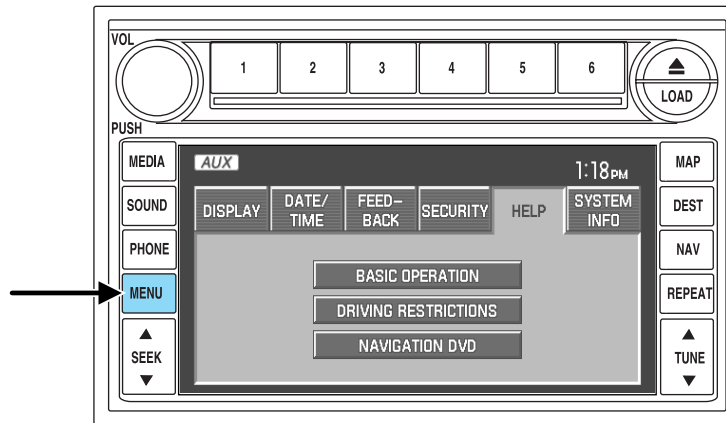 VOL
1 2 3 4 5 6
LOAD
PUSH
MEDIA
SOUND
PHONE
MENU
▲
SEEK
▼
AUX
1:18PM
DISPLAY
DATE/
TIME
FEED-
BACK
SECURITY
HELP
SYSTEM
INFO
BASIC OPERATION
DRIVING RESTRICTIONS
NAVIGATION DVD
MAP
DEST
NAV
REPEAT
▲
TUNE
▼